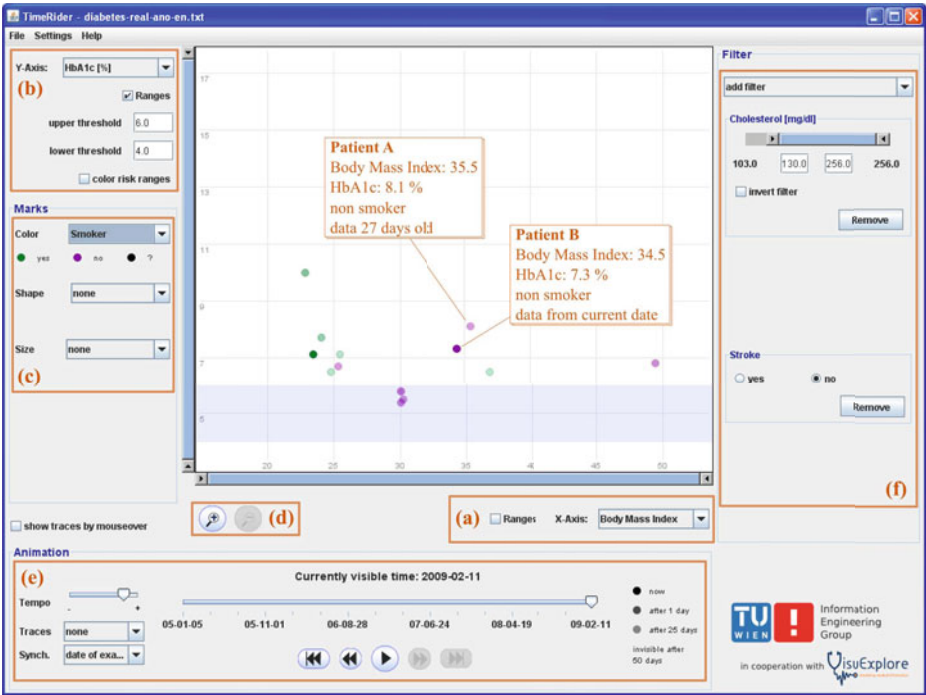 TimeRider - diabetes-real-ano-en.txt
File Settings Help
Y-Axis: HbA1c [%]
(b)
Ranges
upper threshold 6.0
lower threshold 4.0
color risk ranges
Marks
Color Smoker
yes no ?
Shape none
Size none
(c)
17
15
13
11
9
7
5
20 25 30 35 4 45 50
Patient A
Body Mass Index: 35.5
HbA1c: 8.1 %
non smoker
data 27 days old
Patient B
Body Mass Index: 34.5
HbA1c: 7.3 %
non smoker
data from current date
Filter
add filter
Cholesterol [mg/dl]
103.0 130.0 256.0 256.0
invert filter
Remove
Stroke
yes no
Remove
(f)
show traces by mouseover
(d)
(a) Ranges X-Axis: Body Mass Index
Animation
(e)
Currently visible time: 2009-02-11
Tempo
- +
Traces none
Synch. date of exa...
05-01-05 05-11-01 06-08-28 07-06-24 08-04-19 09-02-11
now
after 1 day
after 25 days
invisible after
50 days
TU
WIEN
!
Information
Engineering
Group
in cooperation with VisuExplore